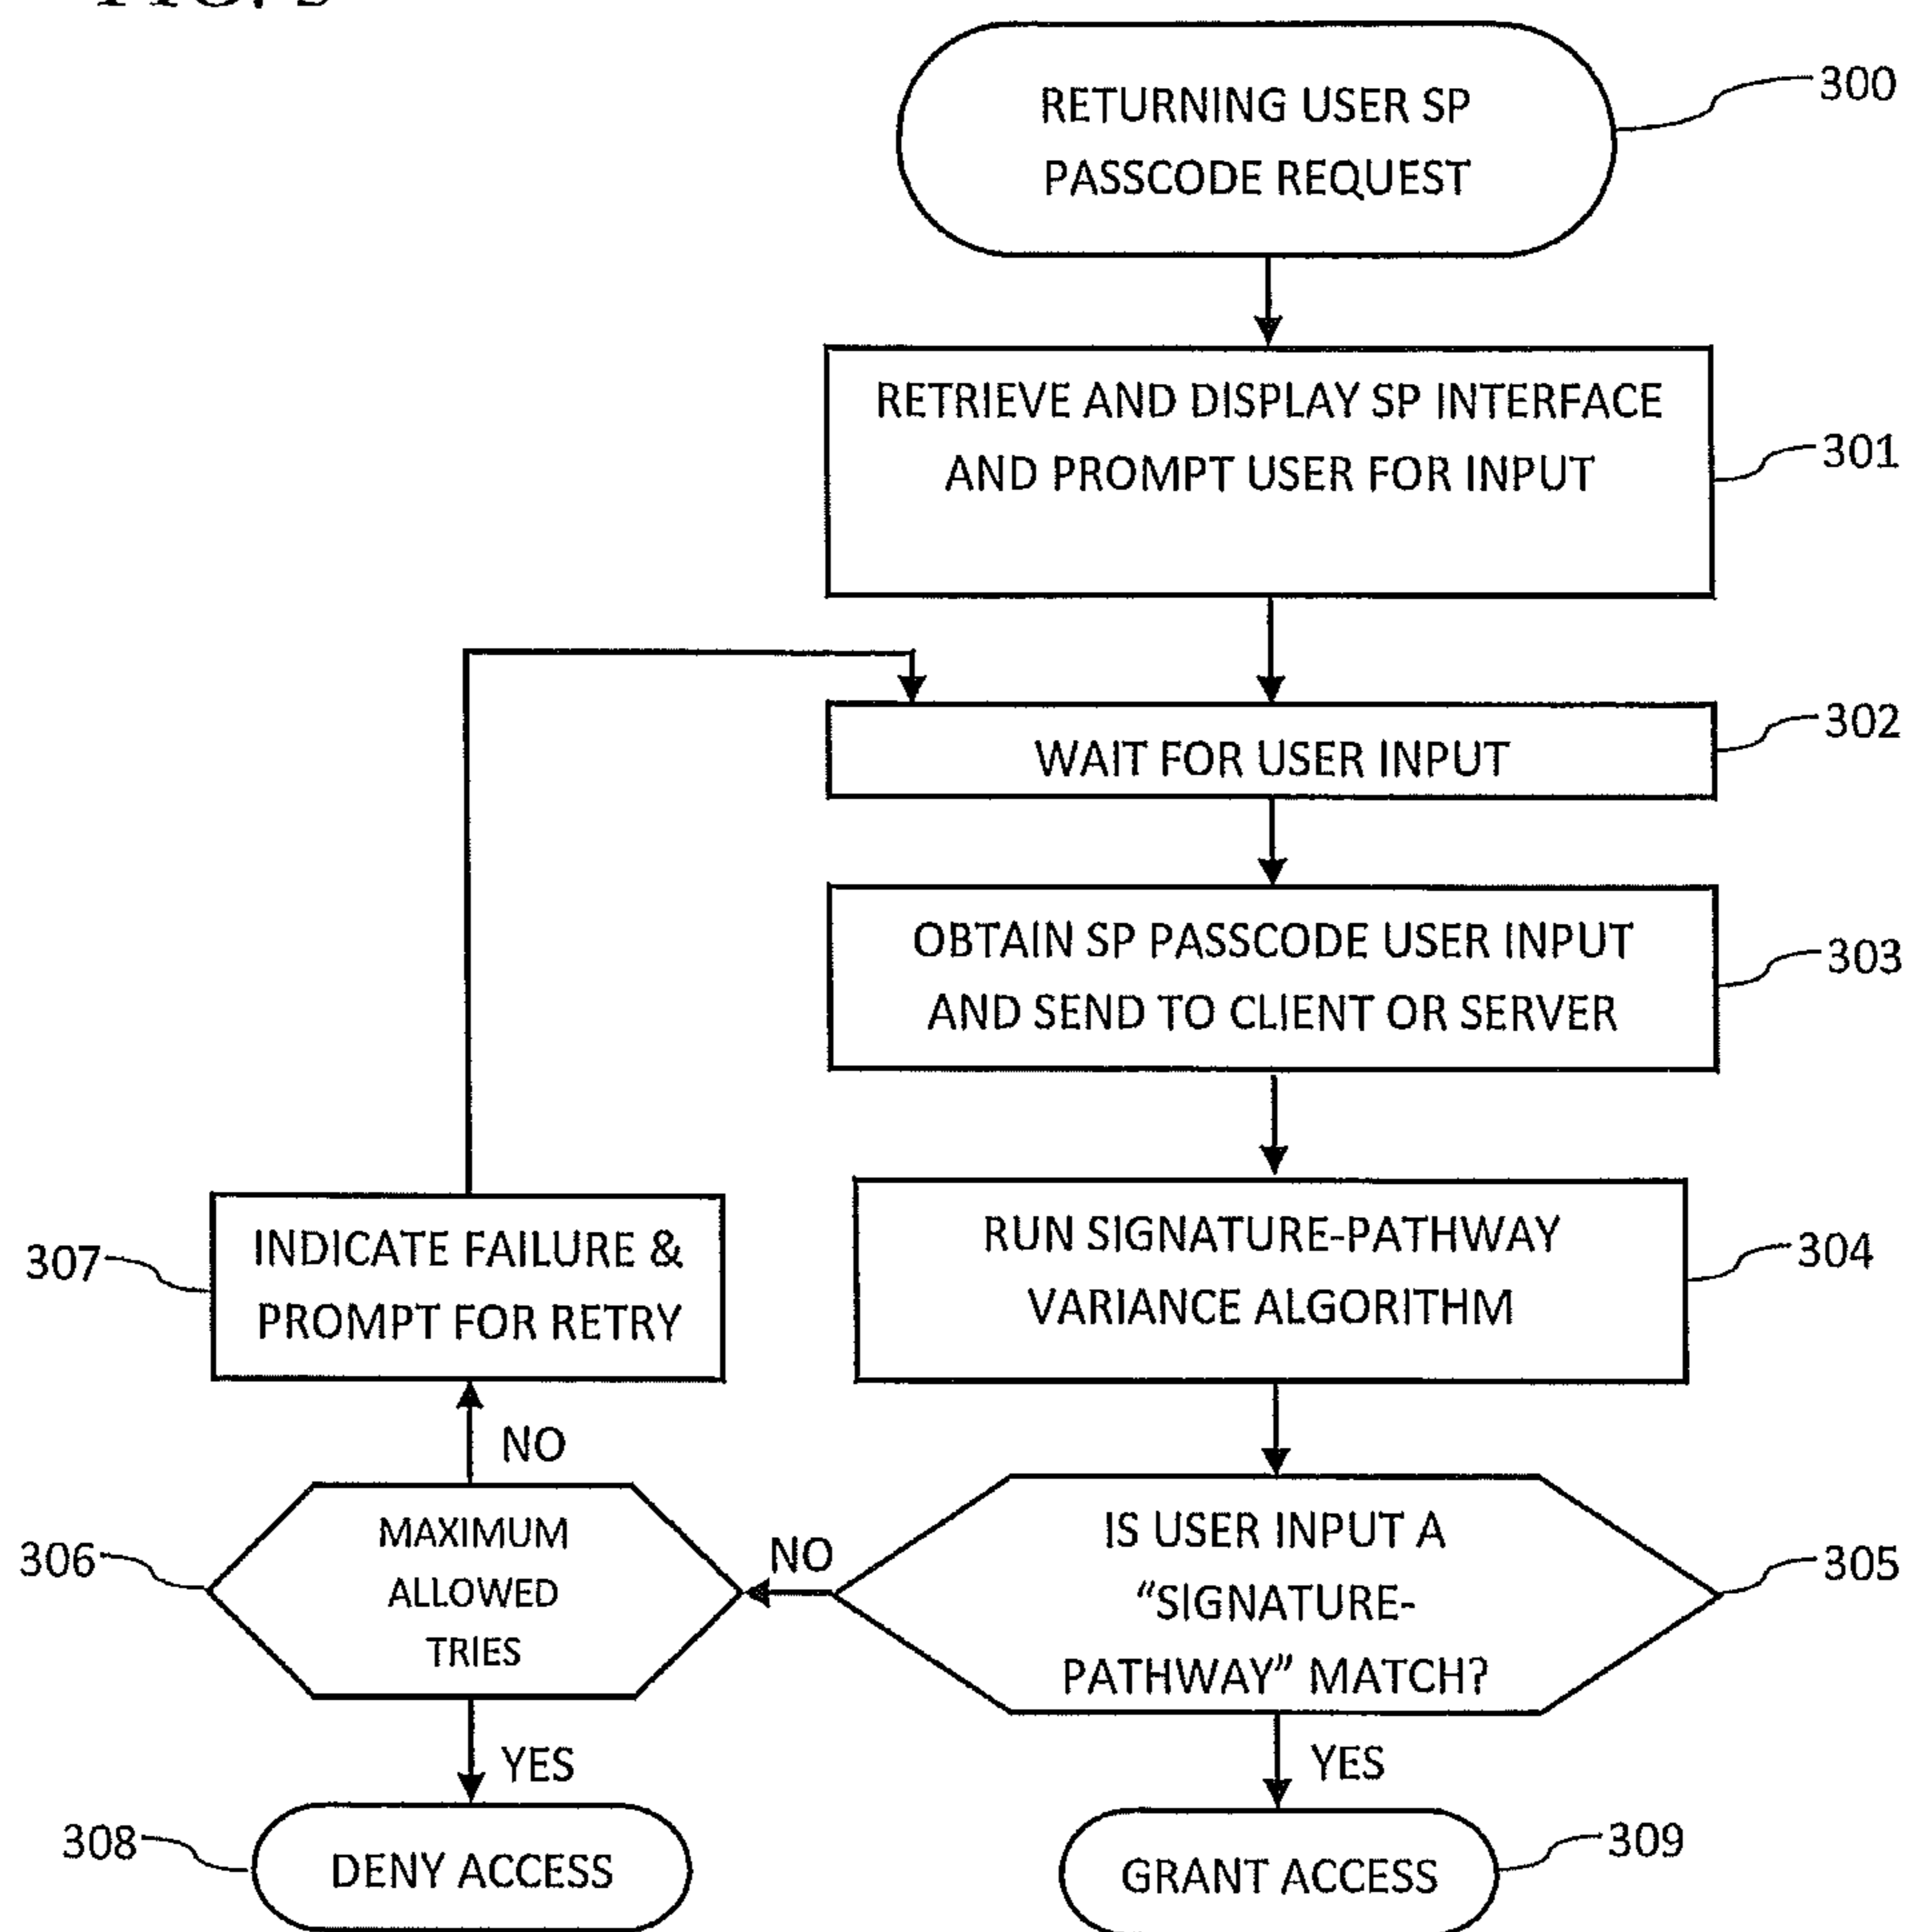 RETURNING USER SP
PASSCODE REQUEST
300
RETRIEVE AND DISPLAY SP INTERFACE
AND PROMPT USER FOR INPUT
301
WAIT FOR USER INPUT
302
OBTAIN SP PASSCODE USER INPUT
AND SEND TO CLIENT OR SERVER
303
RUN SIGNATURE-PATHWAY
VARIANCE ALGORITHM
304
307
INDICATE FAILURE &
PROMPT FOR RETRY
NO
306
MAXIMUM
ALLOWED
TRIES
NO
IS USER INPUT A
“SIGNATURE-
PATHWAY” MATCH?
305
YES
YES
308
DENY ACCESS
GRANT ACCESS
309